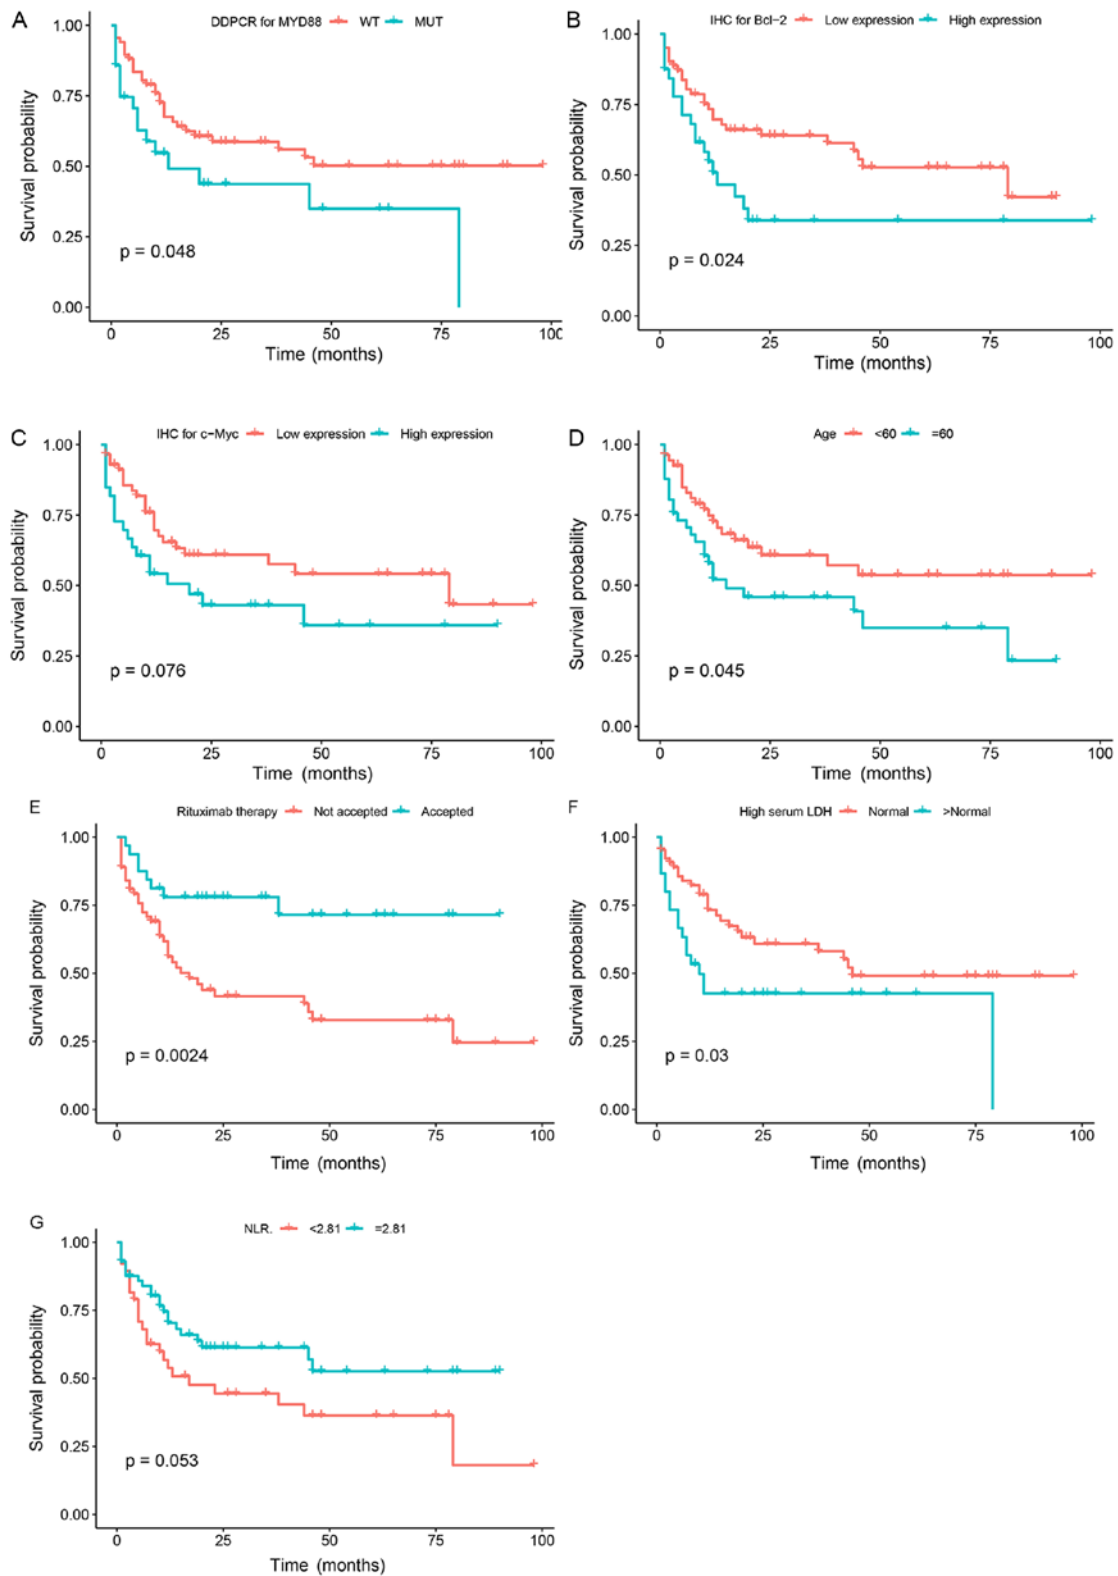 A
DDPCR for MYD88 WT MUT
1.00
0.75
0.50
0.25
0.00
Survival probability
p = 0.048
0 25 50 75 100
Time (months)
B
IHC for Bcl-2 Low expression High expression
1.00
0.75
0.50
0.25
0.00
Survival probability
p = 0.024
0 25 50 75 100
Time (months)
C
IHC for c-Myc Low expression High expression
1.00
0.75
0.50
0.25
0.00
Survival probability
p = 0.076
0 25 50 75 100
Time (months)
D
Age <60 =60
1.00
0.75
0.50
0.25
0.00
Survival probability
p = 0.045
0 25 50 75 100
Time (months)
E
Rituximab therapy Not accepted Accepted
1.00
0.75
0.50
0.25
0.00
Survival probability
p = 0.0024
0 25 50 75 100
Time (months)
F
High serum LDH Normal >Normal
1.00
0.75
0.50
0.25
0.00
Survival probability
p = 0.03
0 25 50 75 100
Time (months)
G
NLR. <2.81 =2.81
1.00
0.75
0.50
0.25
0.00
Survival probability
p = 0.053
0 25 50 75 100
Time (months)